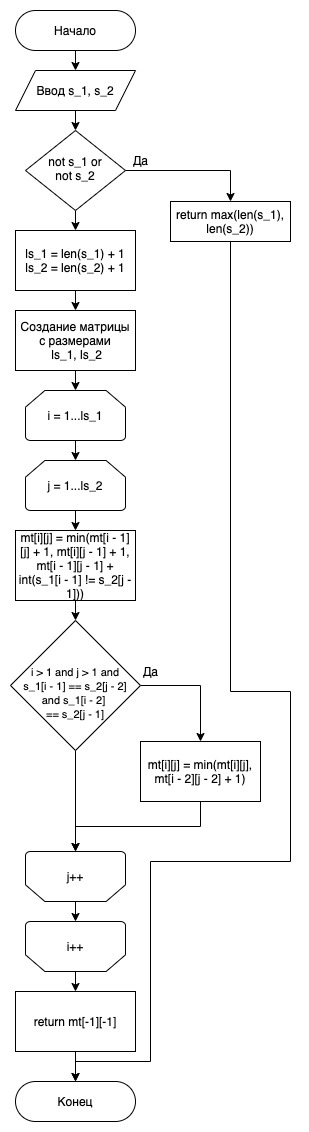 Начало
Ввод s_1, s_2
not s_1 or
not s_2
Да
return max(len(s_1),
len(s_2))
ls_1 = len(s_1) + 1
ls_2 = len(s_2) + 1
Создание матрицы
с размерами
ls_1, ls_2
i = 1...ls_1
j = 1...ls_2
mt[i][j] = min(mt[i - 1]
[j] + 1, mt[i][j - 1] + 1,
mt[i - 1][j - 1] +
int(s_1[i - 1] != s_2[j -
1]))
i > 1 and j > 1 and
s_1[i - 1] == s_2[j - 2]
and s_1[i - 2]
== s_2[j - 1]
Да
mt[i][j] = min(mt[i][j],
mt[i - 2][j - 2] + 1)
j++
i++
return mt[-1][-1]
Конец